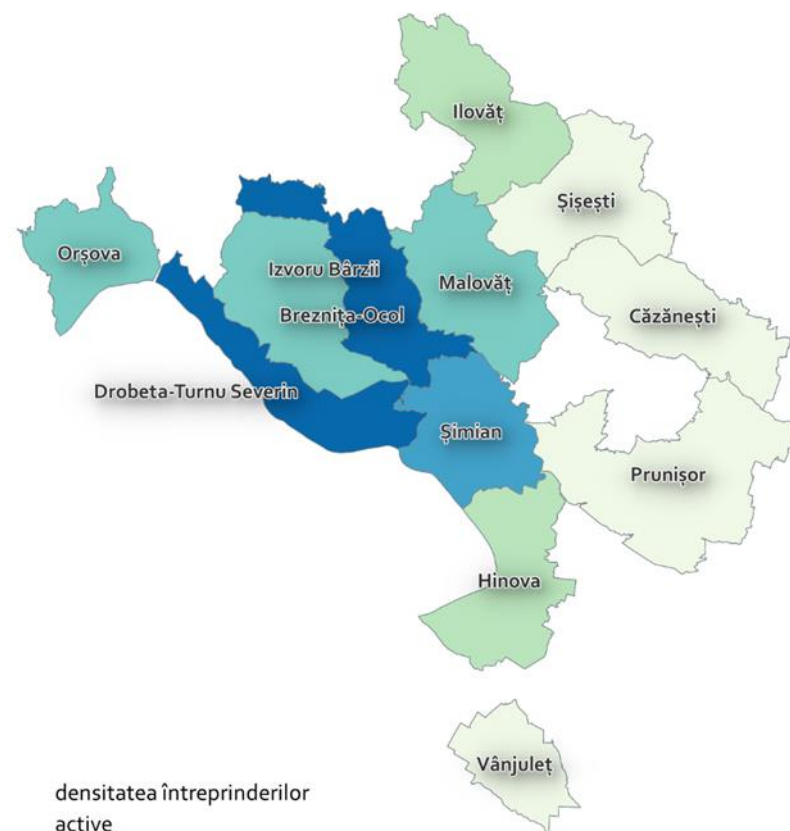 Ilovăț
Șișești
Orșova
Izvoru Bârzii
Malovăț
Breznița-Ocol
Căzănești
Drobeta-Turnu Severin
Șimian
Prunișor
Hinova
Vânjuleț
densitatea întreprinderilor
active